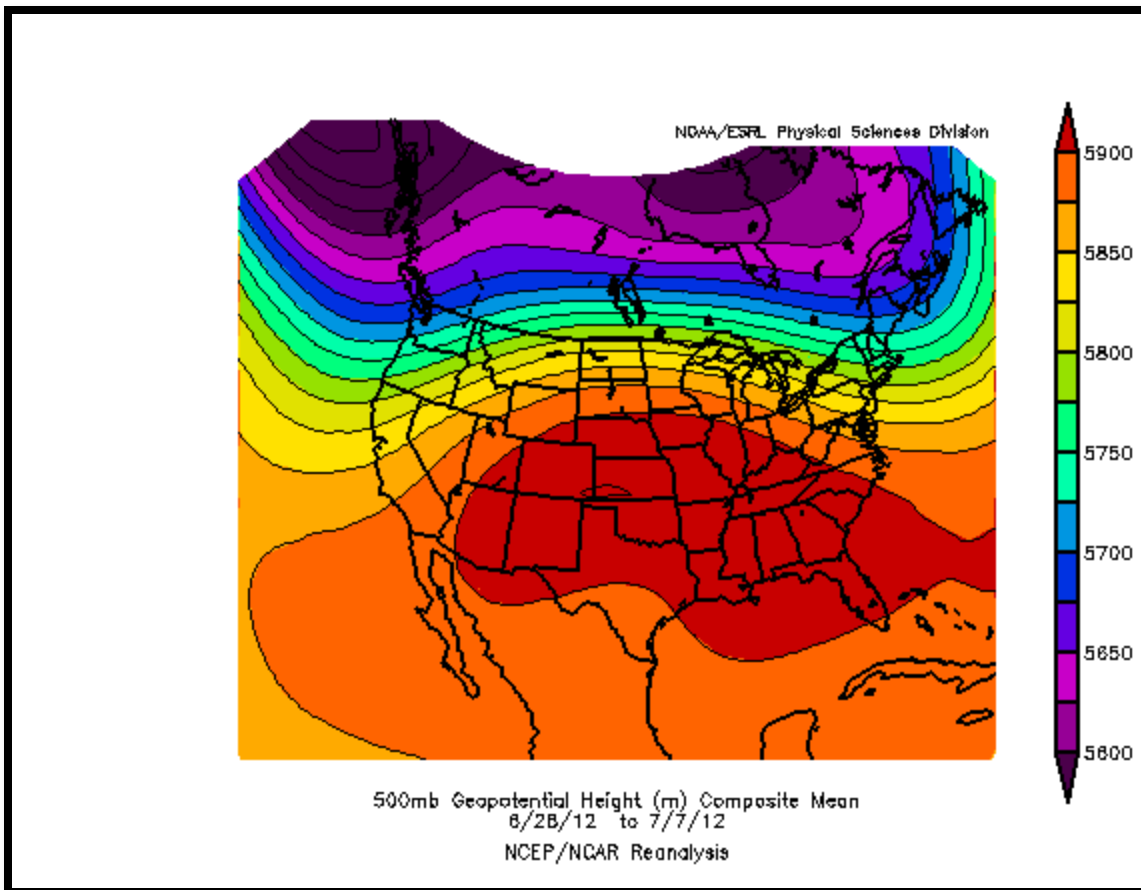 NOAA/ESRL Physical Sciences Division
5900
5850
5800
5750
5700
5650
5600
500mb Geopotential Height (m) Composite Mean
6/28/12 to 7/7/12
NCEP/NCAR Reanalysis